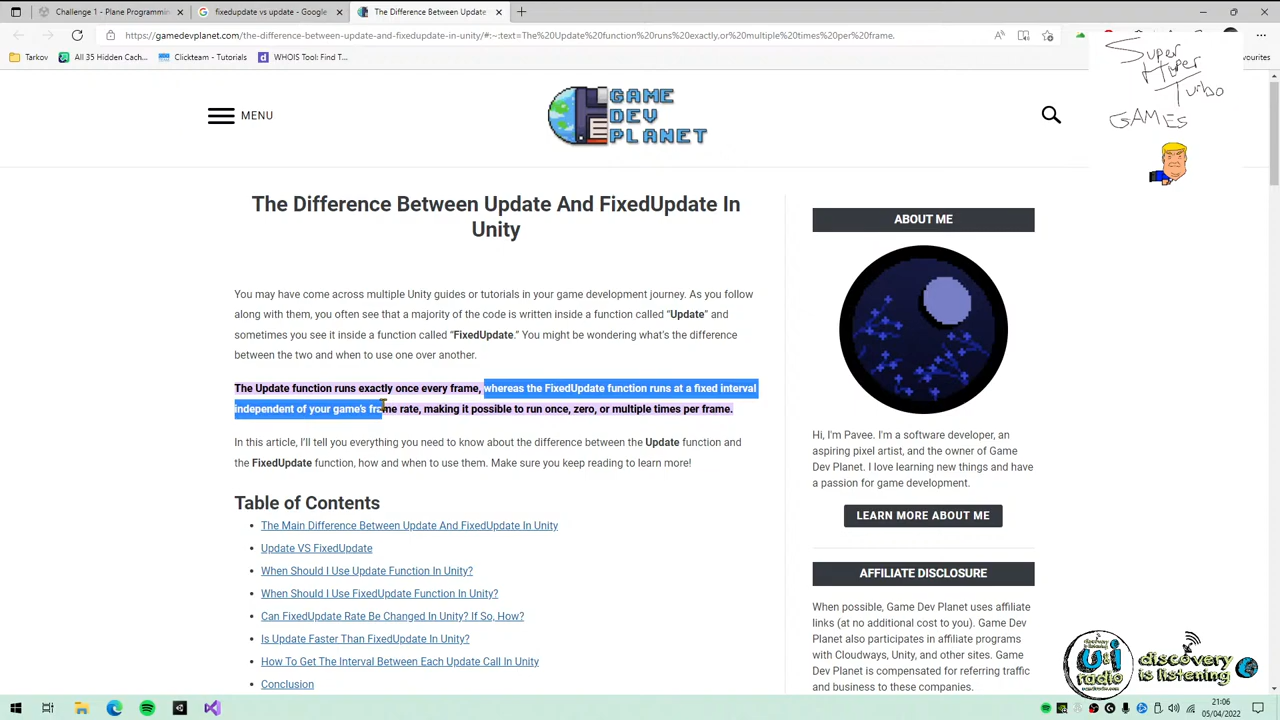 Challenge 1 - Plane Programmin
fixedupdate vs update - Google
The Difference Between Update
https://gamedevplanet.com/the-difference-between-update-and-fixedupdate-in-unity/#:~:text=The%20Update%20function%20runs%20exactly,or%20multiple%20times%20per%20frame.
Tarkov
All 35 Hidden Cach...
Clickteam - Tutorials
WHOIS Tool: Find T...
vourites
Super
Hyper
Turbo
GAMES
MENU
GAME
DEV
PLANET
The Difference Between Update And FixedUpdate In
Unity
You may have come across multiple Unity guides or tutorials in your game development journey. As you follow
along with them, you often see that a majority of the code is written inside a function called “Update” and
sometimes you see it inside a function called “FixedUpdate.” You might be wondering what's the difference
between the two and when to use one over another.
The Update function runs exactly once every frame, whereas the FixedUpdate function runs at a fixed interval
independent of your game's frame rate, making it possible to run once, zero, or multiple times per frame.
In this article, I'll tell you everything you need to know about the difference between the Update function and
the FixedUpdate function, how and when to use them. Make sure you keep reading to learn more!
Table of Contents
The Main Difference Between Update And FixedUpdate In Unity
Update VS FixedUpdate
When Should I Use Update Function In Unity?
When Should I Use FixedUpdate Function In Unity?
Can FixedUpdate Rate Be Changed In Unity? If So, How?
Is Update Faster Than FixedUpdate In Unity?
How To Get The Interval Between Each Update Call In Unity
Conclusion
ABOUT ME
Hi, I'm Pavee. I'm a software developer, an
aspiring pixel artist, and the owner of Game
Dev Planet. I love learning new things and have
a passion for game development.
LEARN MORE ABOUT ME
AFFILIATE DISCLOSURE
When possible, Game Dev Planet uses affiliate
links (at no additional cost to you). Game Dev
Planet also participates in affiliate programs
with Cloudways, Unity, and other sites. Game
Dev Planet is compensated for referring traffic
and business to these companies.
radio
discovery
is listening
21:06
05/04/2022